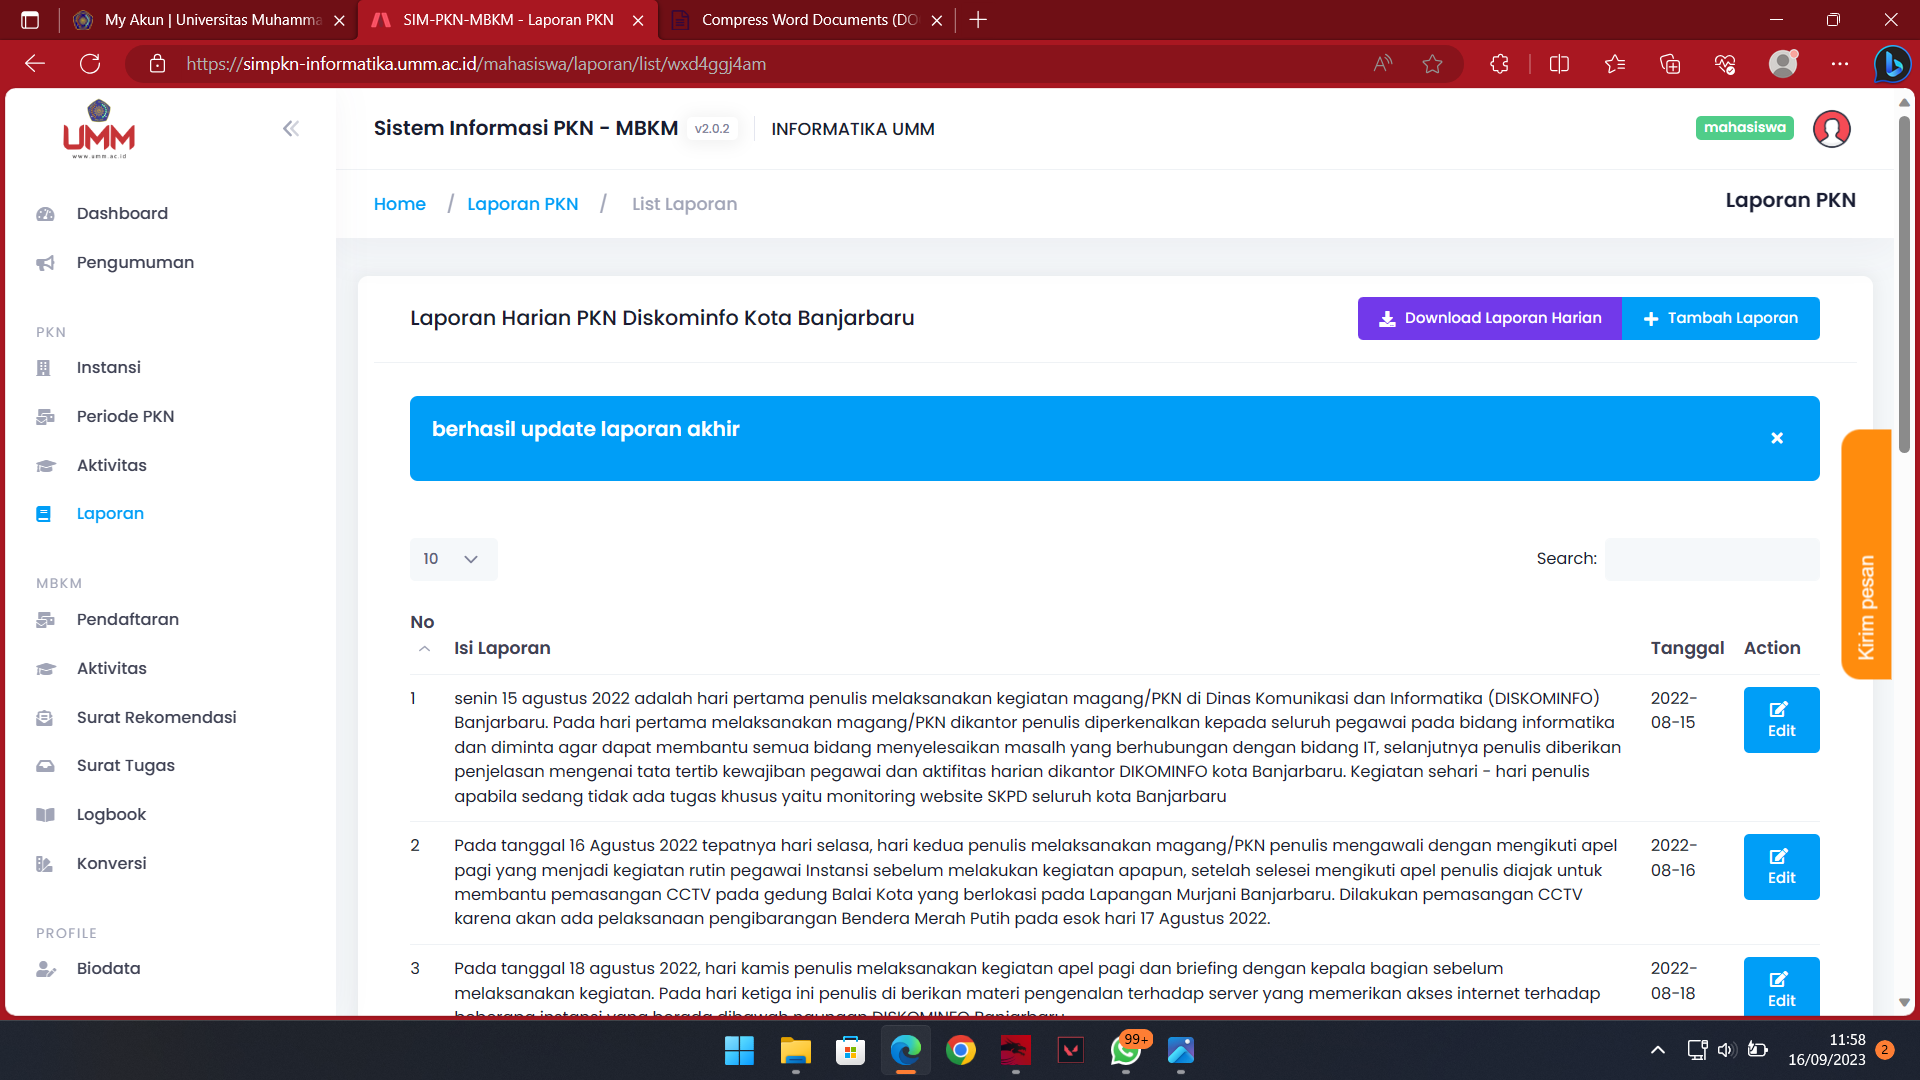 My Akun | Universitas Muhamma
SIM-PKN-MBKM - Laporan PKN
Compress Word Documents (DO
https://simpkn-informatika.umm.ac.id/mahasiswa/laporan/list/wxd4ggj4am
UMM
www.umm.ac.id
Sistem Informasi PKN - MBKM v2.0.2 INFORMATIKA UMM
mahasiswa
Home / Laporan PKN / List Laporan
Laporan PKN
Dashboard
Pengumuman
PKN
Instansi
Periode PKN
Aktivitas
Laporan
MBKM
Pendaftaran
Aktivitas
Surat Rekomendasi
Surat Tugas
Logbook
Konversi
PROFILE
Biodata
Laporan Harian PKN Diskominfo Kota Banjarbaru
Download Laporan Harian
Tambah Laporan
berhasil update laporan akhir
10
Search:
No Isi Laporan Tanggal Action
1 senin 15 agustus 2022 adalah hari pertama penulis melaksanakan kegiatan magang/PKN di Dinas Komunikasi dan Informatika (DISKOMINFO)
Banjarbaru. Pada hari pertama melaksanakan magang/PKN dikantor penulis diperkenalkan kepada seluruh pegawai pada bidang informatika
dan diminta agar dapat membantu semua bidang menyelesaikan masalh yang berhubungan dengan bidang IT, selanjutnya penulis diberikan
penjelasan mengenai tata tertib kewajiban pegawai dan aktifitas harian dikantor DIKOMINFO kota Banjarbaru. Kegiatan sehari - hari penulis
apabila sedang tidak ada tugas khusus yaitu monitoring website SKPD seluruh kota Banjarbaru
2022-
08-15
Edit
2 Pada tanggal 16 Agustus 2022 tepatnya hari selasa, hari kedua penulis melaksanakan magang/PKN penulis mengawali dengan mengikuti apel
pagi yang menjadi kegiatan rutin pegawai Instansi sebelum melakukan kegiatan apapun, setelah selesei mengikuti apel penulis diajak untuk
membantu pemasangan CCTV pada gedung Balai Kota yang berlokasi pada Lapangan Murjani Banjarbaru. Dilakukan pemasangan CCTV
karena akan ada pelaksanaan pengibarangan Bendera Merah Putih pada esok hari 17 Agustus 2022.
2022-
08-16
Edit
3 Pada tanggal 18 agustus 2022, hari kamis penulis melaksanakan kegiatan apel pagi dan briefing dengan kepala bagian sebelum
melaksanakan kegiatan. Pada hari ketiga ini penulis di berikan materi pengenalan terhadap server yang memerikan akses internet terhadap
beberapa instansi yang berada dibawah naungan DISKOMINFO Banjarbaru
2022-
08-18
Edit
Kirim pesan
99+
11:58
16/09/2023
2